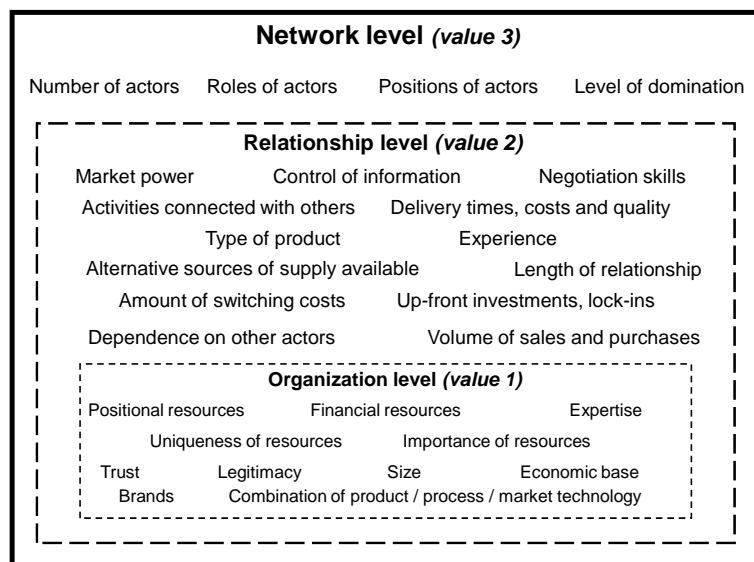 Network level (value 3)
Number of actors Roles of actors Positions of actors Level of domination
Relationship level (value 2)
Market power Control of information Negotiation skills
Activities connected with others Delivery times, costs and quality
Type of product Experience
Alternative sources of supply available Length of relationship
Amount of switching costs Up-front investments, lock-ins
Dependence on other actors Volume of sales and purchases
Organization level (value 1)
Positional resources Financial resources Expertise
Uniqueness of resources Importance of resources
Trust Legitimacy Size Economic base
Brands Combination of product / process / market technology